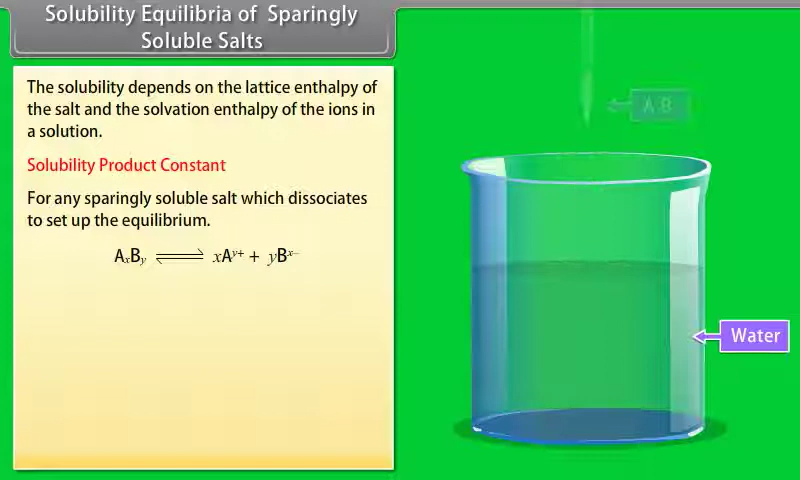 Solubility Equilibria of Sparingly
Soluble Salts
The solubility depends on the lattice enthalpy of
the salt and the solvation enthalpy of the ions in
a solution.
Solubility Product Constant
For any sparingly soluble salt which dissociates
to set up the equilibrium.
AₓBᵧ ⇌ xAʸ⁺ + yBˣ⁻
A B
Water